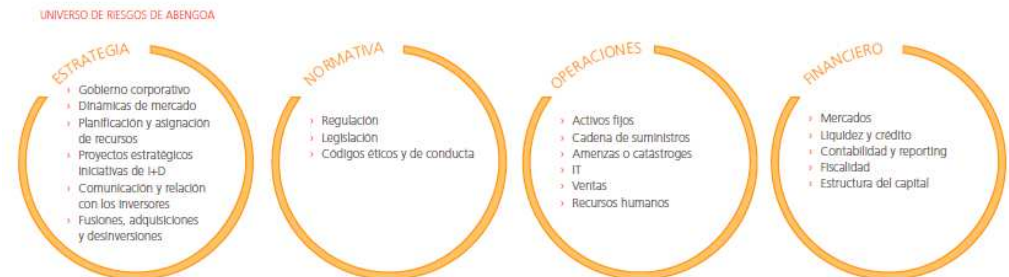 UNIVERSO DE RIESGOS DE ABENGOA
ESTRATEGIA
› Gobierno corporativo
› Dinámicas de mercado
› Planificación y asignación
de recursos
› Proyectos estratégicos
Iniciativas de I+D
› Comunicación y relación
con los inversores
› Fusiones, adquisiciones
y desinversiones
NORMATIVA
› Regulación
› Legislación
› Códigos éticos y de conducta
OPERACIONES
› Activos fijos
› Cadena de suministros
› Amenzas o catástroges
› IT
› Ventas
› Recursos humanos
FINANCIERO
› Mercados
› Liquidez y crédito
› Contabilidad y reporting
› Fiscalidad
› Estructura del capital